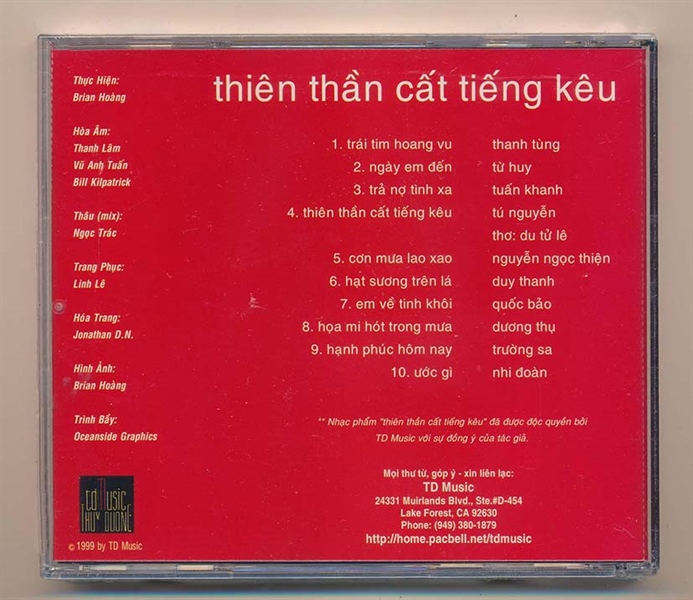 thiên thần cất tiếng kêu
Thực Hiện:
Brian Hoàng
Hòa Âm:
Thanh Lâm
Vũ Anh Tuấn
Bill Kilpatrick
Thâu (mix):
Ngọc Trác
Trang Phục:
Linh Lê
Hóa Trang:
Jonathan D.N.
Hình Ảnh:
Brian Hoàng
Trình Bầy:
Oceanside Graphics
1. trái tim hoang vu thanh tùng
2. ngày em đến từ huy
3. trả nợ tình xa tuấn khanh
4. thiên thần cất tiếng kêu tú nguyễn
thơ: du tử lê
5. cơn mưa lao xao nguyễn ngọc thiện
6. hạt sương trên lá duy thanh
7. em về tinh khôi quốc bảo
8. họa mi hót trong mưa dương thụ
9. hạnh phúc hôm nay trường sa
10. ước gì nhi đoàn
** Nhạc phẩm "thiên thần cất tiếng kêu" đã được độc quyền bởi
TD Music với sự đồng ý của tác giả.
Mọi thư từ, góp ý - xin liên lạc:
TD Music
24331 Muirlands Blvd., Ste.#D-454
Lake Forest, CA 92630
Phone: (949) 380-1879
http://home.pacbell.net/tdmusic
td Music
THUY DUONG
© 1999 by TD Music